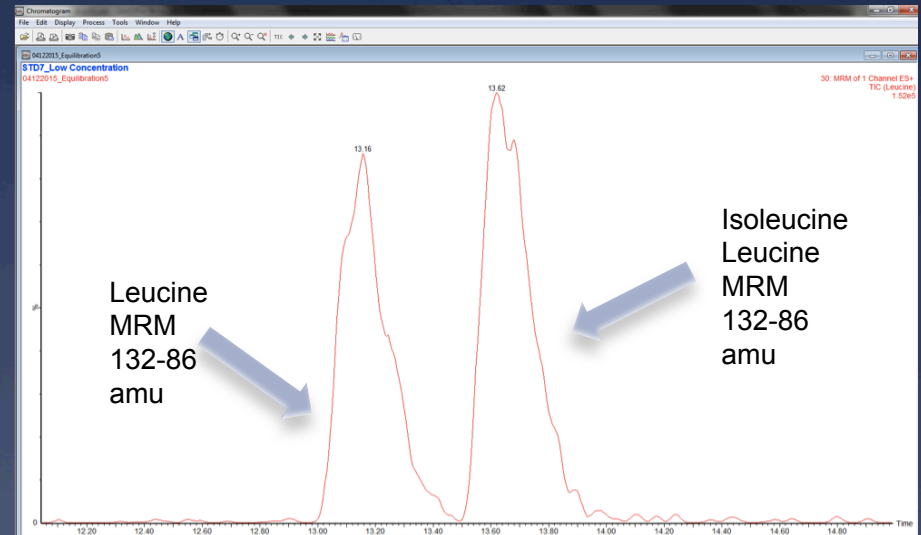 Chromatogram
File Edit Display Process Tools Window Help
TIC
04122015_Equilibration5
STD7_Low Concentration
04122015_Equilibration5
30: MRM of 1 Channel ES+
TIC (Leucine)
1.52e5
13.62
13.16
Leucine
MRM
132-86
amu
Isoleucine
Leucine
MRM
132-86
amu
%
0
12.20 12.40 12.60 12.80 13.00 13.20 13.40 13.60 13.80 14.00 14.20 14.40 14.60 14.80 Time